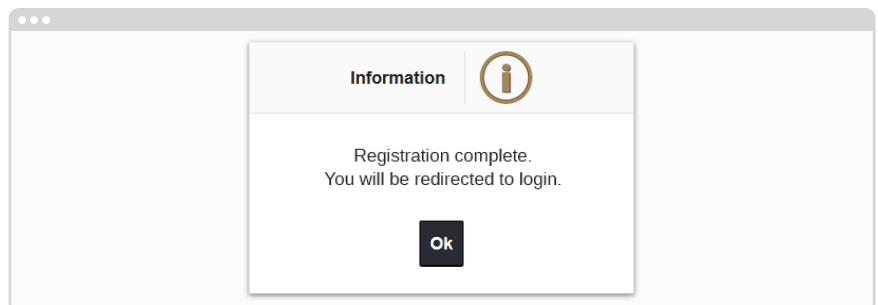 Information
Registration complete.
You will be redirected to login.
Ok